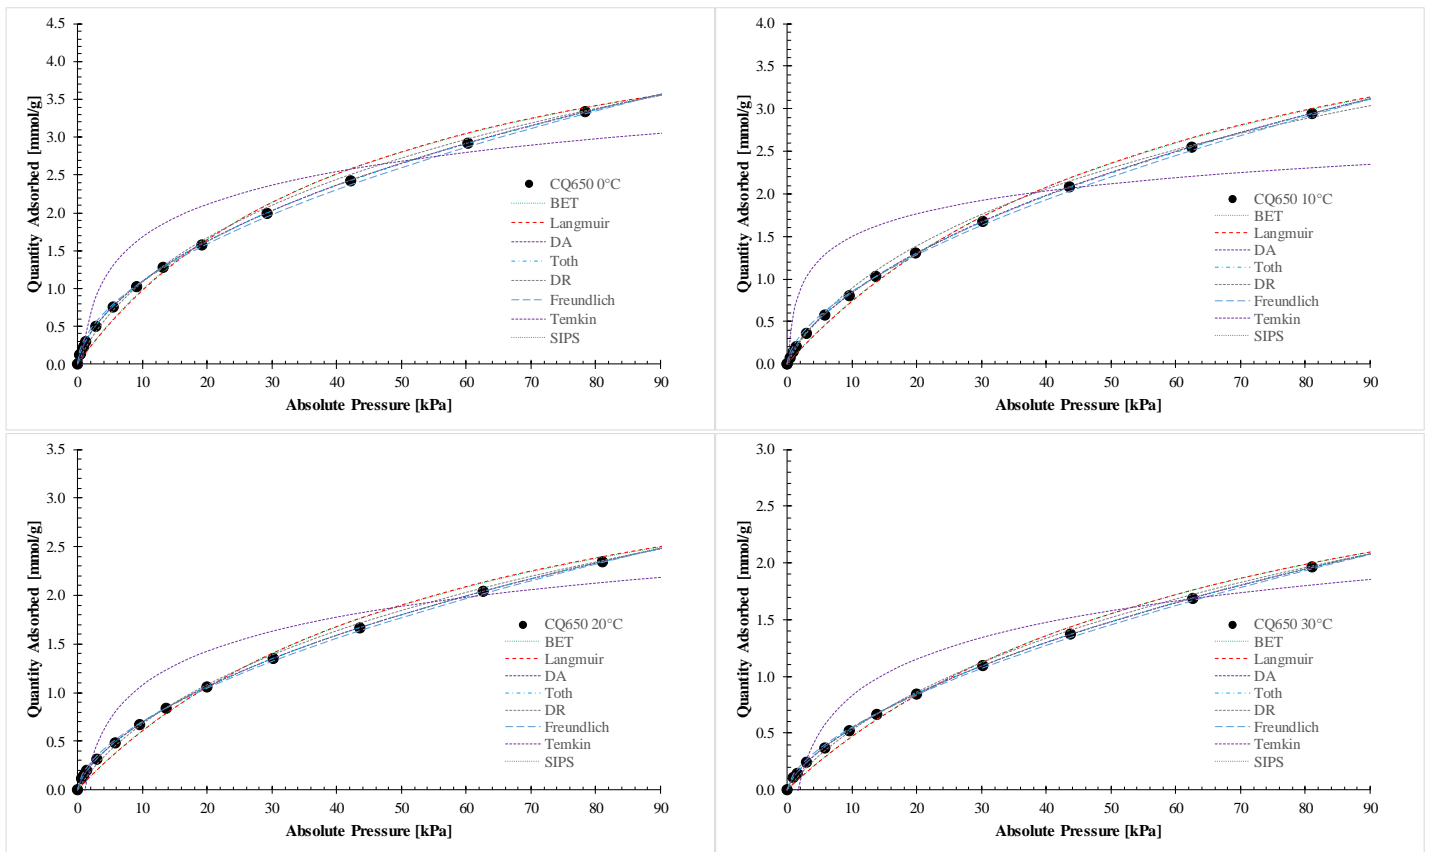 4.5
4.0
3.5
3.0
2.5
2.0
1.5
1.0
0.5
0.0
Quantity Adsorbed [mmol/g]
0 10 20 30 40 50 60 70 80 90
Absolute Pressure [kPa]
CQ650 0°C
BET
Langmuir
DA
Toth
DR
Freundlich
Temkin
SIPS
4.0
3.5
3.0
2.5
2.0
1.5
1.0
0.5
0.0
Quantity Adsorbed [mmol/g]
0 10 20 30 40 50 60 70 80 90
Absolute Pressure [kPa]
CQ650 10°C
BET
Langmuir
DA
Toth
DR
Freundlich
Temkin
SIPS
3.5
3.0
2.5
2.0
1.5
1.0
0.5
0.0
Quantity Adsorbed [mmol/g]
0 10 20 30 40 50 60 70 80 90
Absolute Pressure [kPa]
CQ650 20°C
BET
Langmuir
DA
Toth
DR
Freundlich
Temkin
SIPS
3.0
2.5
2.0
1.5
1.0
0.5
0.0
Quantity Adsorbed [mmol/g]
0 10 20 30 40 50 60 70 80 90
Absolute Pressure [kPa]
CQ650 30°C
BET
Langmuir
DA
Toth
DR
Freundlich
Temkin
SIPS